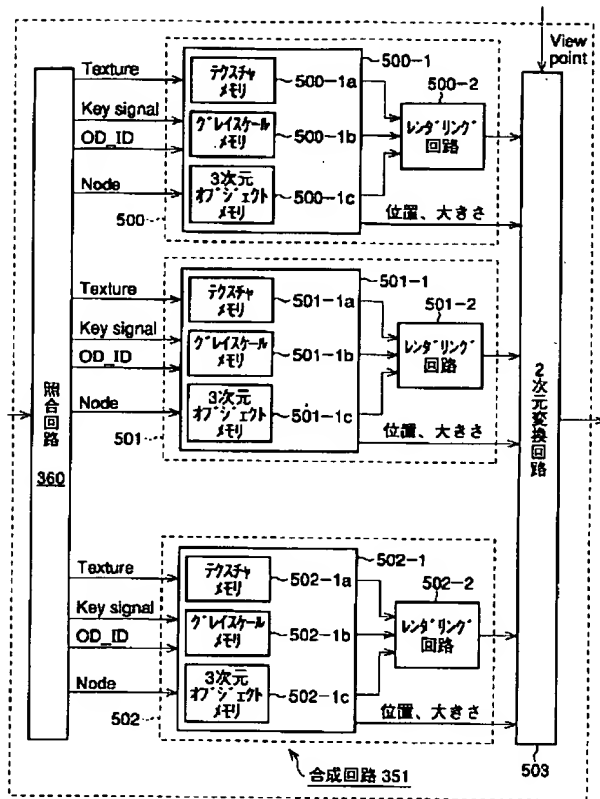 View
point
Texture
Key signal
OD_ID
Node
テクスチャ
メモリ
グレイスケール
メモリ
3次元
オブジェクト
メモリ
500-1
500-1a
500-1b
500-1c
500-2
レンダリング
回路
位置、大きさ
500
Texture
Key signal
OD_ID
Node
テクスチャ
メモリ
グレイスケール
メモリ
3次元
オブジェクト
メモリ
501-1
501-1a
501-1b
501-1c
501-2
レンダリング
回路
位置、大きさ
501
照合回路
360
2次元変換回路
Texture
Key signal
OD_ID
Node
テクスチャ
メモリ
グレイスケール
メモリ
3次元
オブジェクト
メモリ
502-1
502-1a
502-1b
502-1c
502-2
レンダリング
回路
位置、大きさ
502
合成回路 351
503